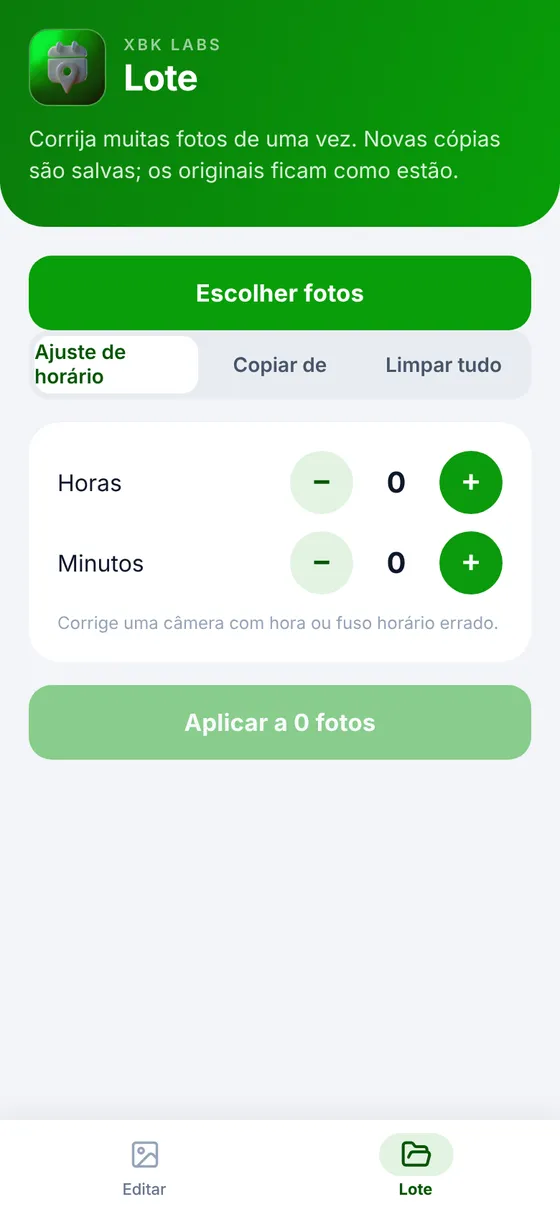 XBK LABS
Lote
Corrija muitas fotos de uma vez. Novas cópias
são salvas; os originais ficam como estão.
Escolher fotos
Ajuste de
horário
Copiar de
Limpar tudo
Horas − 0 +
Minutos − 0 +
Corrige uma câmera com hora ou fuso horário errado.
Aplicar a 0 fotos
Editar
Lote